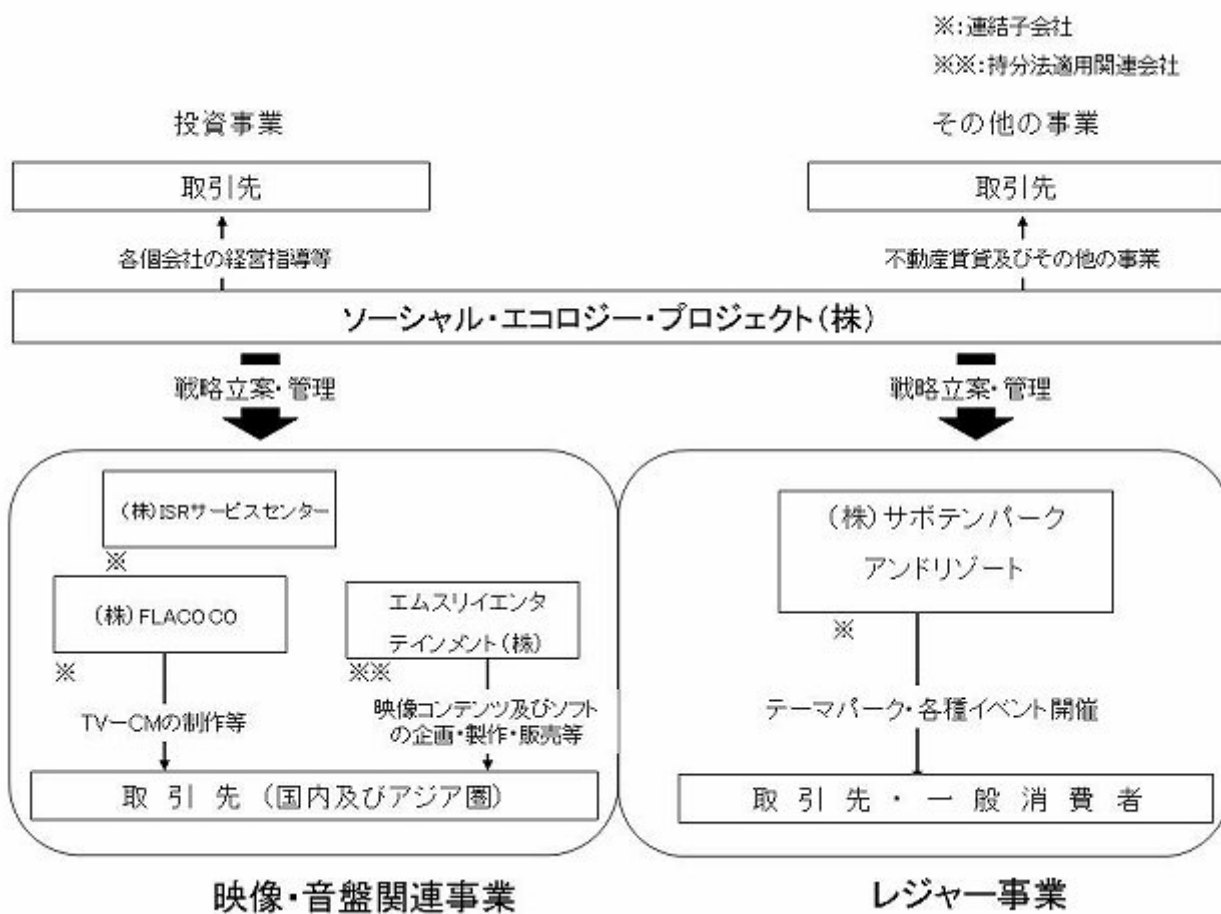 ※:連結子会社
※※:持分法適用関連会社
投資事業
その他の事業
取引先
取引先
各個会社の経営指導等
不動産賃貸及びその他の事業
ソーシャル・エコロジー・プロジェクト(株)
戦略立案・管理
戦略立案・管理
(株)ISRサービスセンター
※
(株)FLACOCO
※
エムスリイエンタ
テインメント(株)
※※
(株)サボテンパーク
アンドリゾート
※
TV-CMの制作等
映像コンテンツ及びソフト
の企画・製作・販売等
テーマパーク・各種イベント開催
取引先(国内及びアジア圏)
取引先・一般消費者
映像・音盤関連事業
レジャー事業